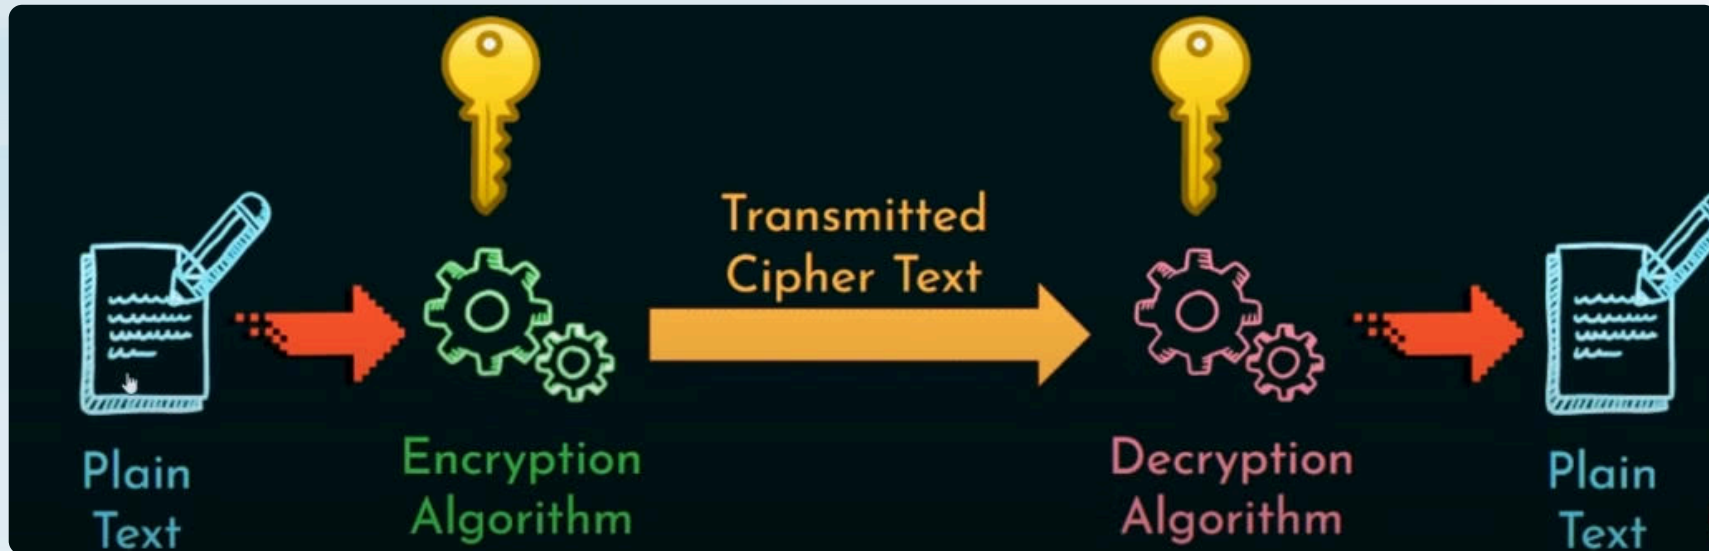 Transmitted
Cipher Text
Plain
Text
Encryption
Algorithm
Decryption
Algorithm
Plain
Text